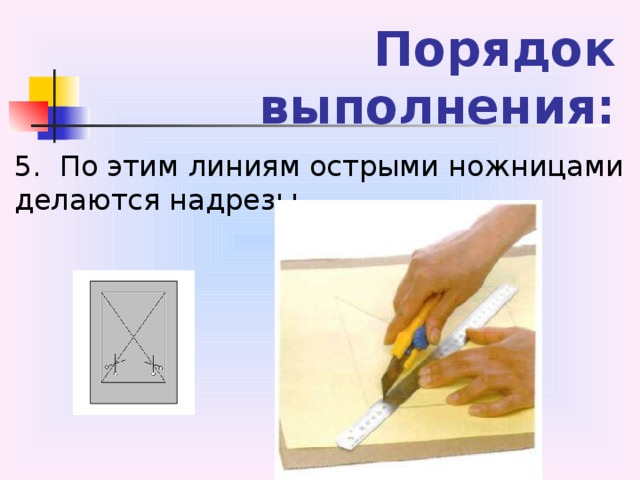 Порядок
выполнения:
5. По этим линиям острыми ножницами
делаются надрезы